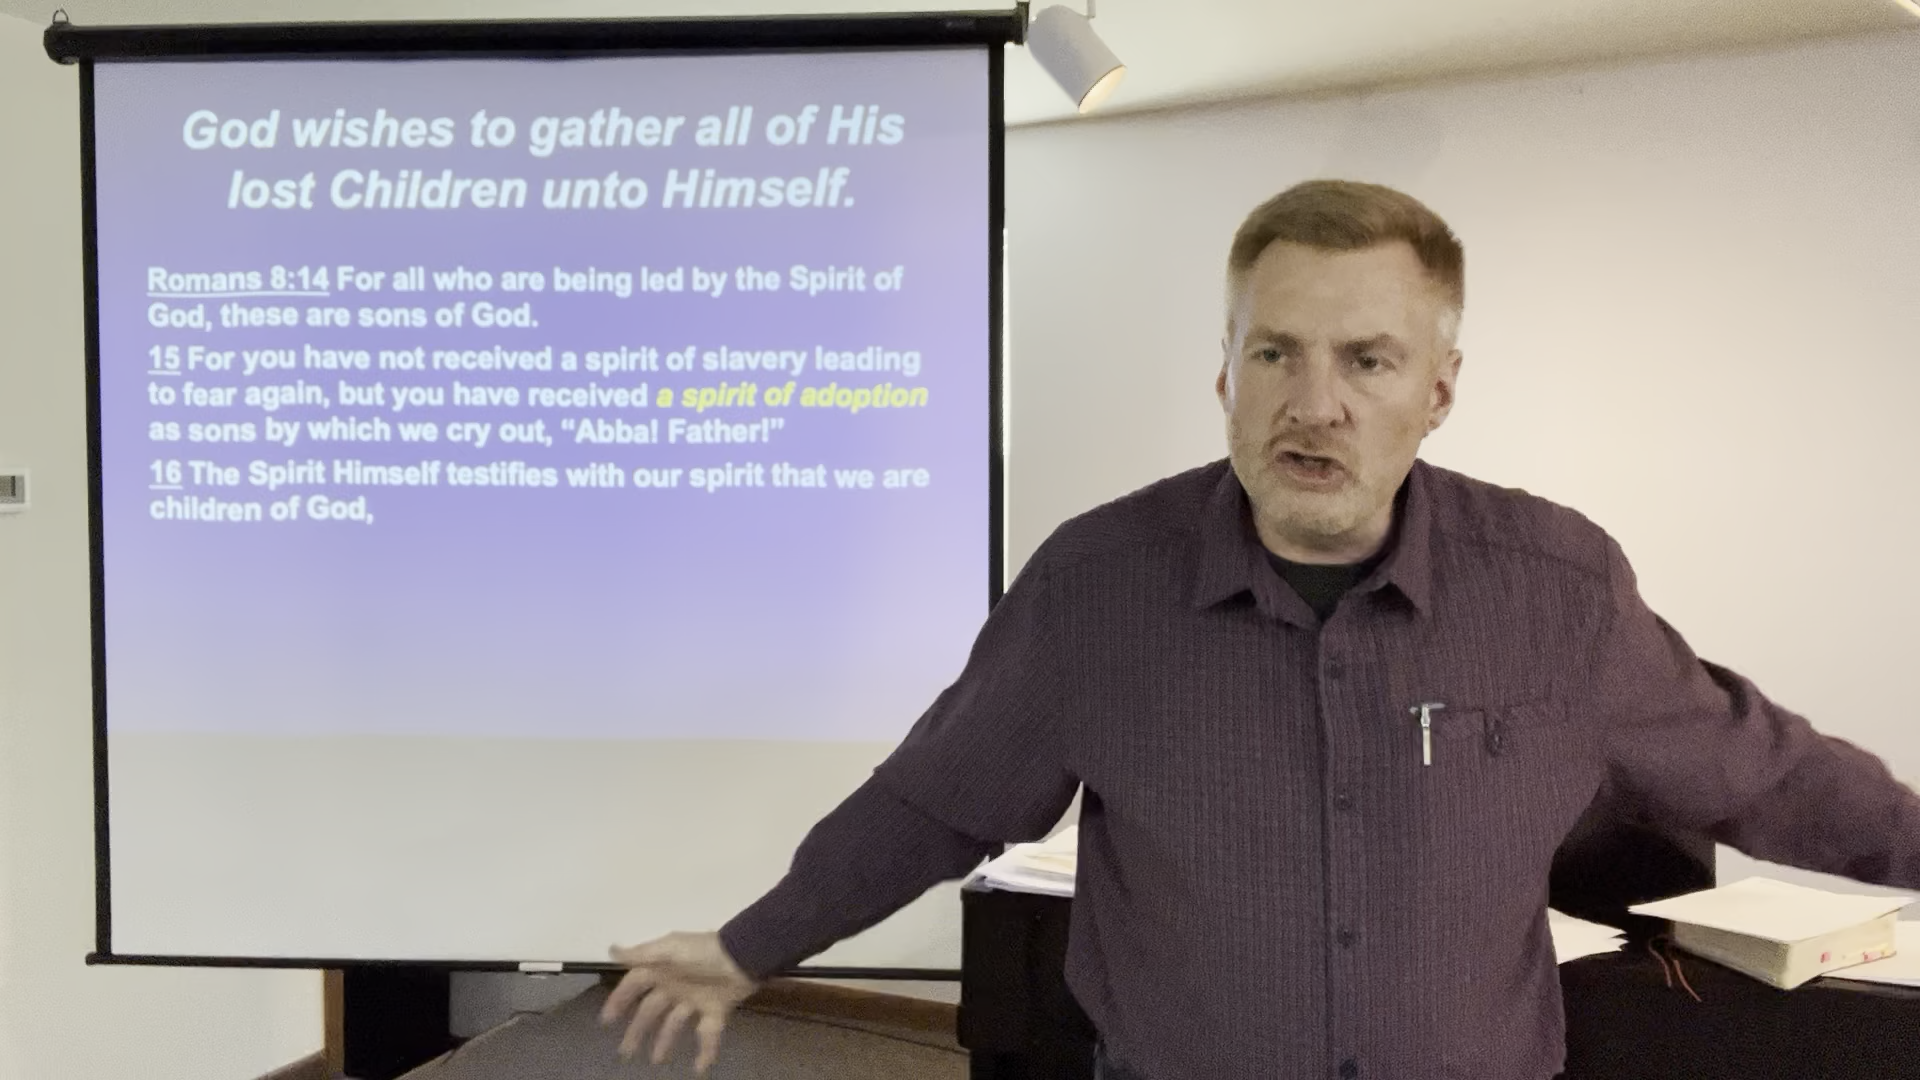 God wishes to gather all of His
lost Children unto Himself.
Romans 8:14 For all who are being led by the Spirit of
God, these are sons of God.
15 For you have not received a spirit of slavery leading
to fear again, but you have received a spirit of adoption
as sons by which we cry out, “Abba! Father!”
16 The Spirit Himself testifies with our spirit that we are
children of God,